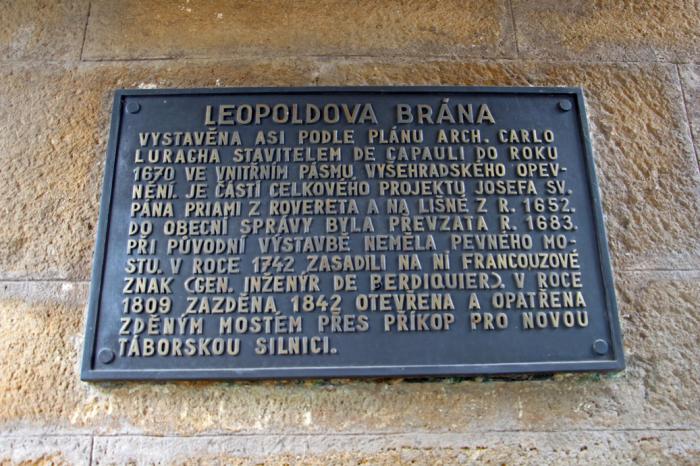 LEOPOLDOVA BRÁNA
VYSTAVĚNA ASI PODLE PLÁNU ARCH. CARLO
LURAGHA STAVITELEM DE CAPAULI DO ROKU
1670 VE VNITŘNÍM PÁSMU VYŠEHRADSKÉHO OPEV-
NĚNÍ. JE ČÁSTÍ CELKOVÉHO PROJEKTU JOSEFA SV.
PÁNA PRIAMI Z ROVERETA A NA LIŠNÉ Z R. 1652.
DO OBECNÍ SPRÁVY BYLA PŘEVZATA R. 1683.
PŘI PŮVODNÍ VÝSTAVBĚ NEMĚLA PEVNÉHO MO-
STU. V ROCE 1742 ZASADILI NA NÍ FRANCOUZOVÉ
ZNAK (GEN. INŽENÝR DE BERDIQUIER). V ROCE
1809 ZAZDĚNA 1842 OTEVŘENA A OPATŘENA
ZDĚNÝM MOSTĚM PŘES PŘÍKOP PRO NOVOU
TÁBORSKOU SILNICI.